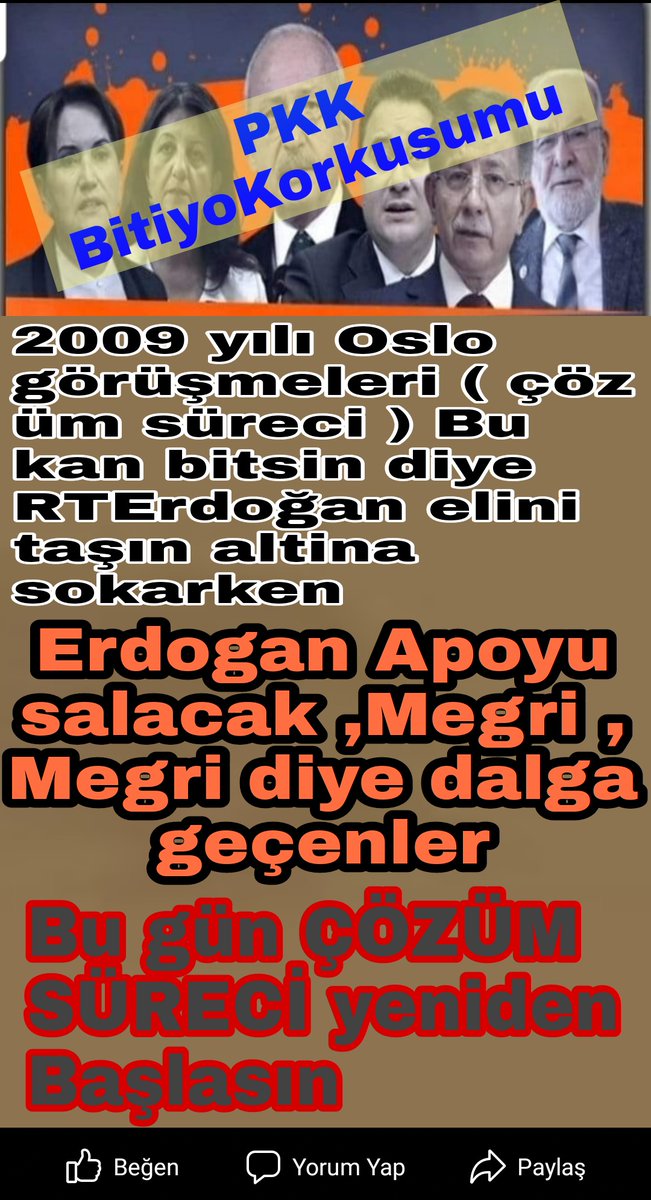 PKK
BitiyoKorkusumu
2009 yılı Oslo
görüşmeleri ( çöz
üm süreci ) Bu
kan bitsin diye
RTErdoğan elini
taşın altina
sokarken
Erdogan Apoyu
salacak ,Megri ,
Megri diye dalga
geçenler
Bu gün ÇÖZÜM
SÜRECİ yeniden
Başlasın
Beğen Yorum Yap Paylaş